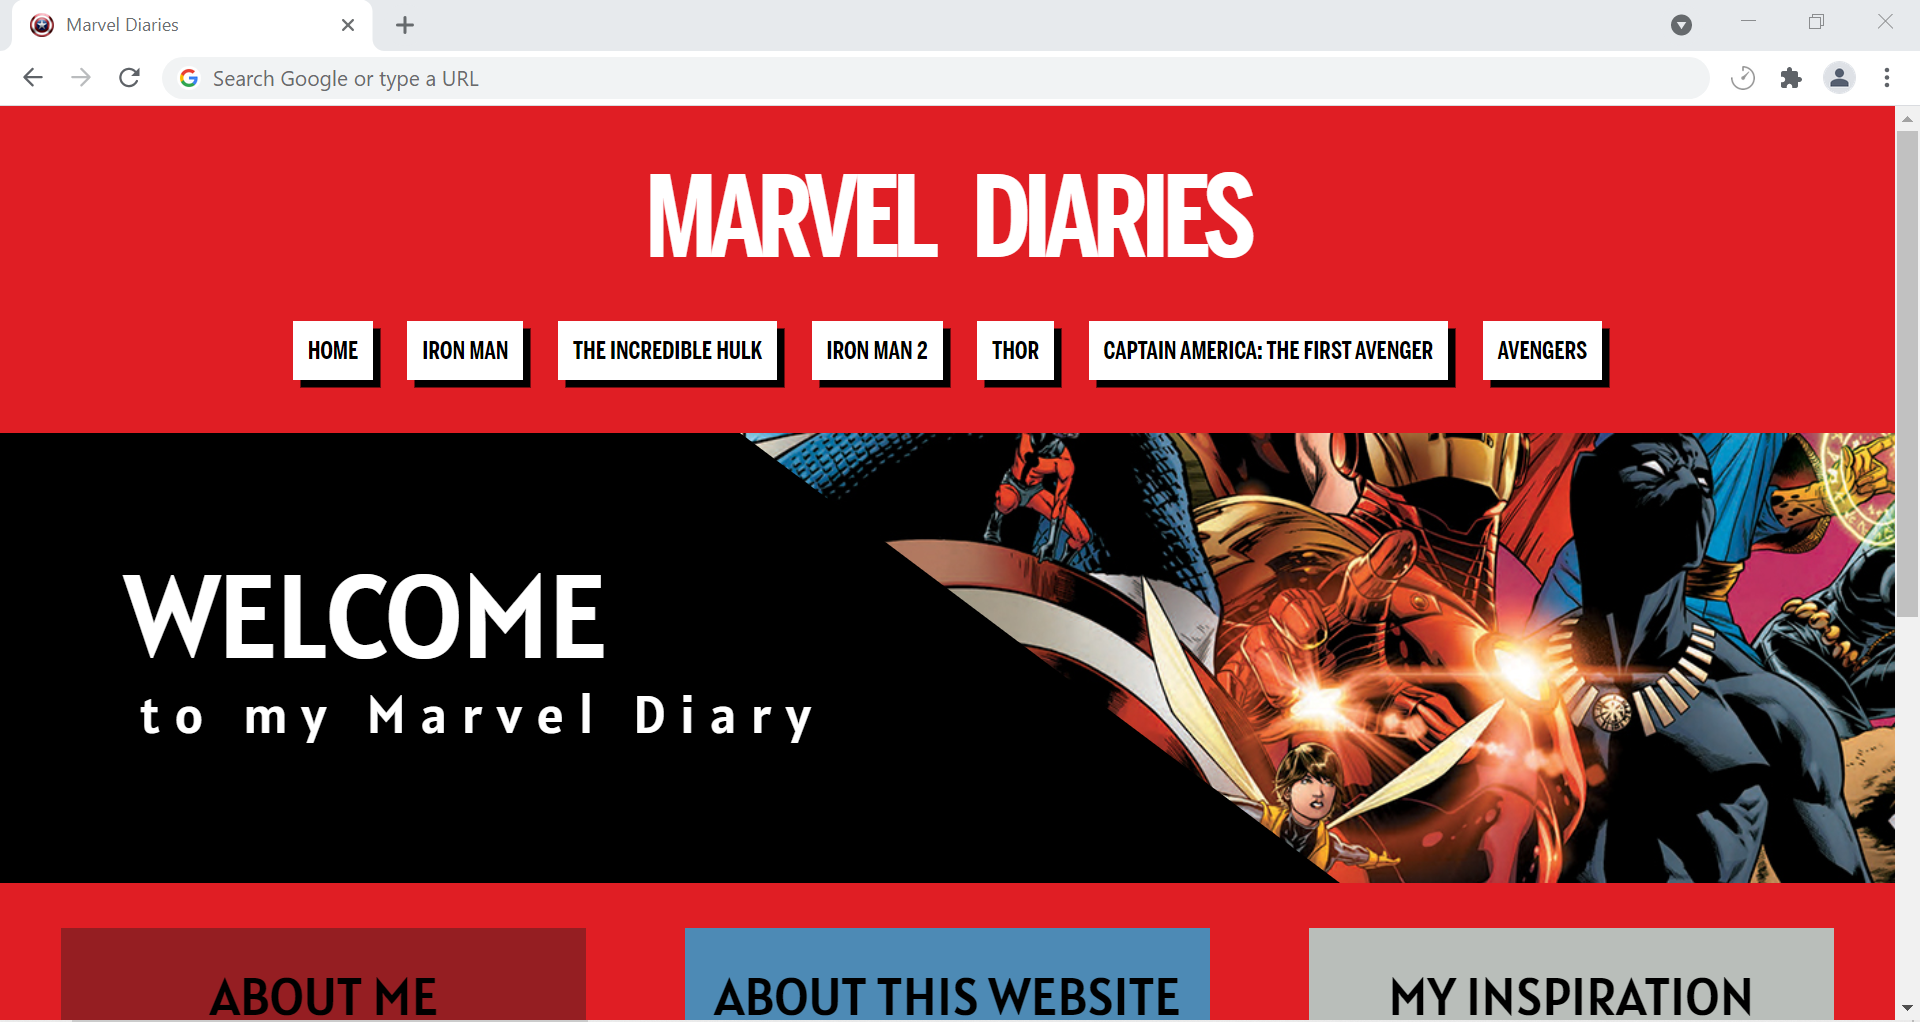 Marvel Diaries
Search Google or type a URL
MARVEL DIARIES
HOME
IRON MAN
THE INCREDIBLE HULK
IRON MAN 2
THOR
CAPTAIN AMERICA: THE FIRST AVENGER
AVENGERS
WELCOME
to my Marvel Diary
ABOUT ME
ABOUT THIS WEBSITE
MY INSPIRATION